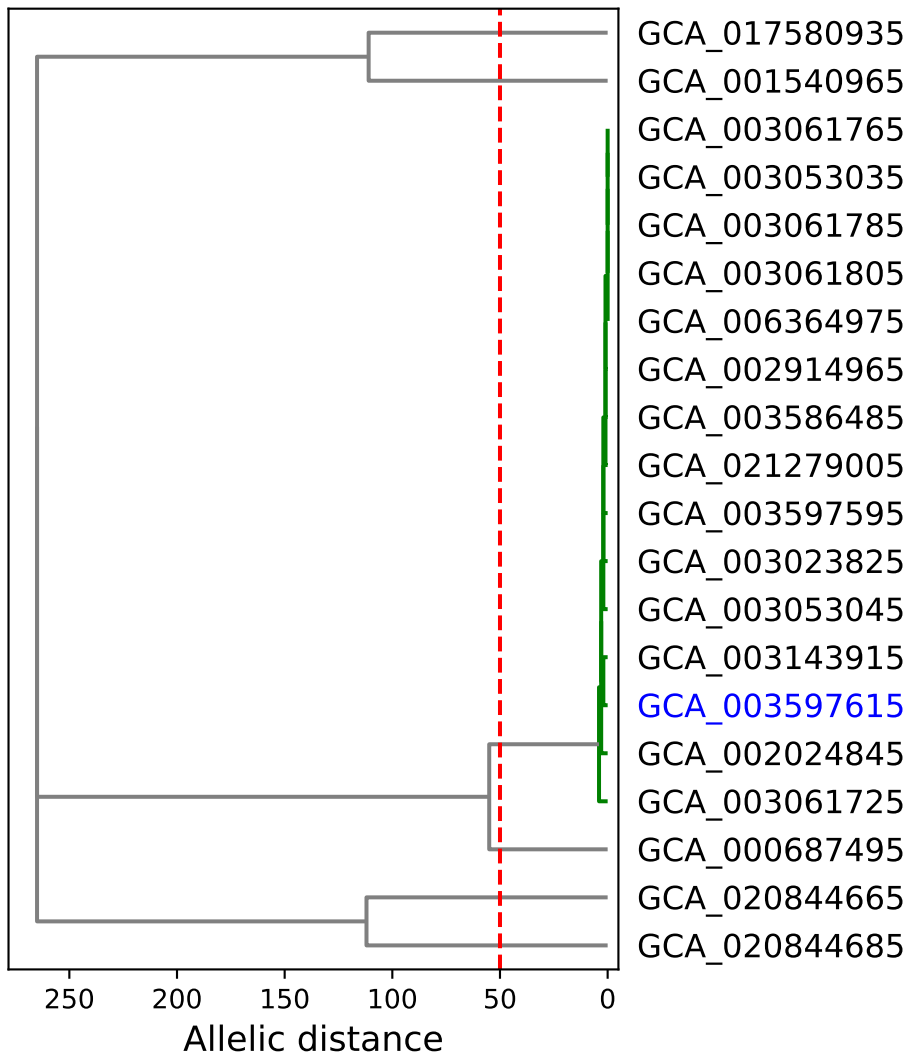 GCA_017580935
GCA_001540965
GCA_003061765
GCA_003053035
GCA_003061785
GCA_003061805
GCA_006364975
GCA_002914965
GCA_003586485
GCA_021279005
GCA_003597595
GCA_003023825
GCA_003053045
GCA_003143915
GCA_003597615
GCA_002024845
GCA_003061725
GCA_000687495
GCA_020844665
GCA_020844685
250 200 150 100 50 0
Allelic distance